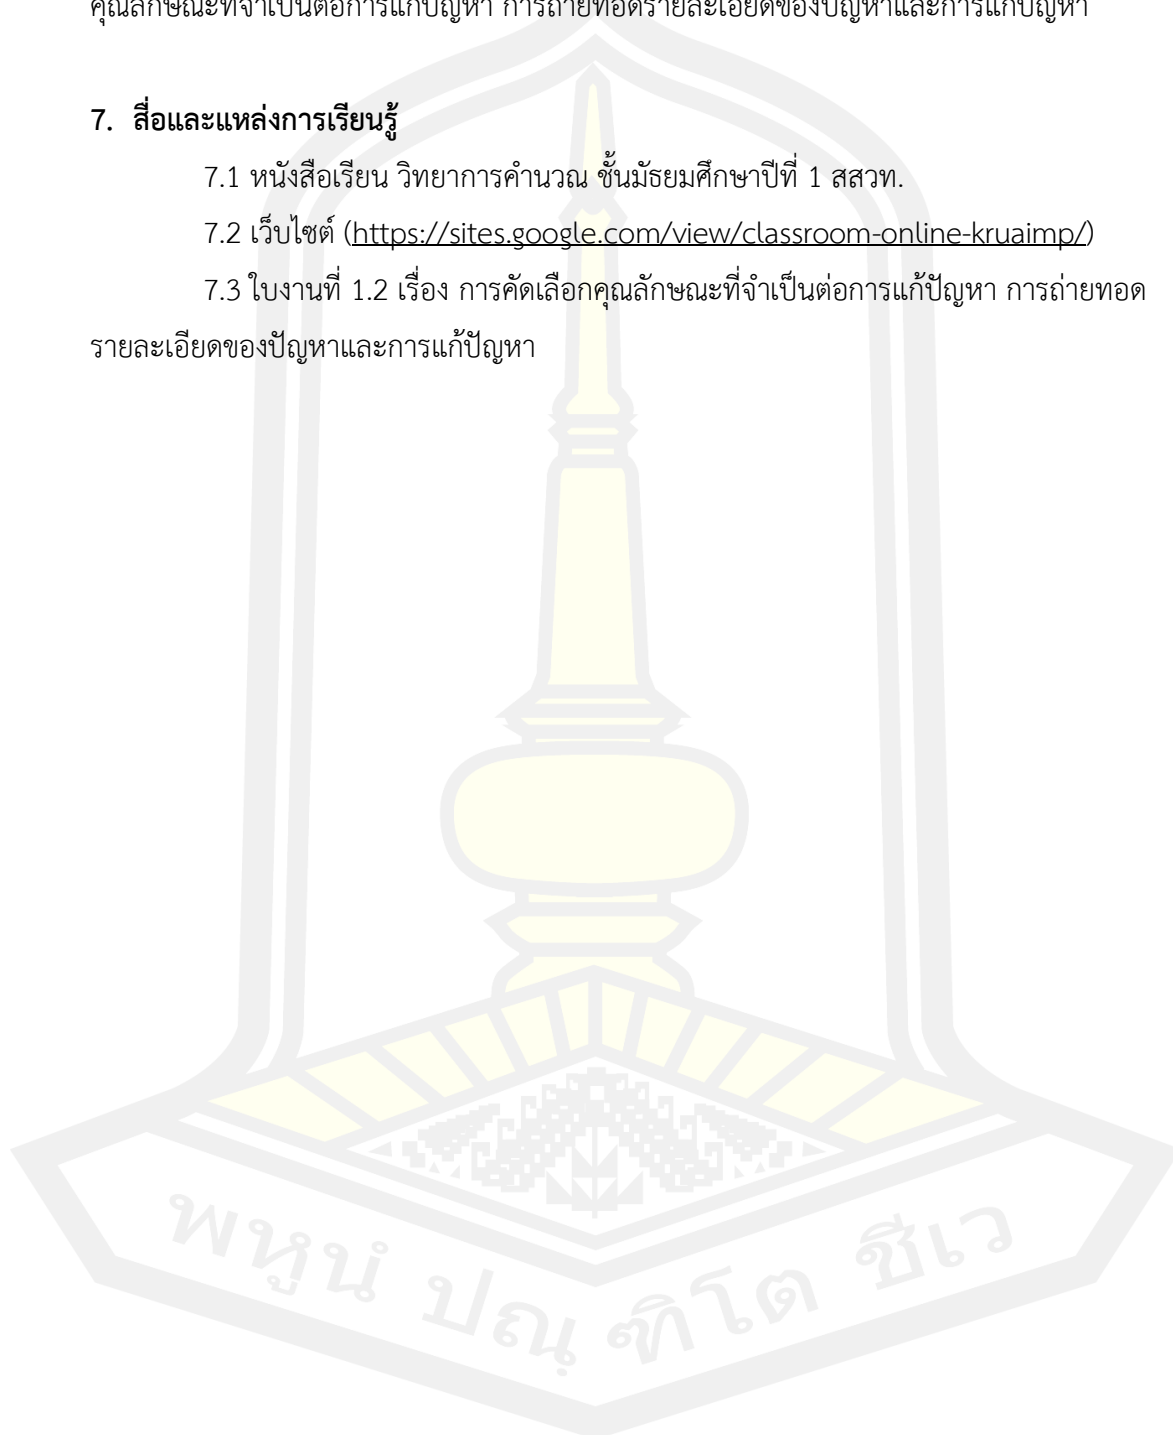 คุณลักษณะที่จำเป็นต่อการแก้ปัญหา การถ่ายทอดรายละเอียดของปัญหาและการแก้ปัญหา
7. สื่อและแหล่งการเรียนรู้
7.1 หนังสือเรียน วิทยาการคำนวณ ชั้นมัธยมศึกษาปีที่ 1 สสวท.
7.2 เว็บไซต์ (https://sites.google.com/view/classroom-online-kruaimp/)
7.3 ใบงานที่ 1.2 เรื่อง การคัดเลือกคุณลักษณะที่จำเป็นต่อการแก้ปัญหา การถ่ายทอด
รายละเอียดของปัญหาและการแก้ปัญหา
พหูนํ ปณฺฑิโต ชีเว